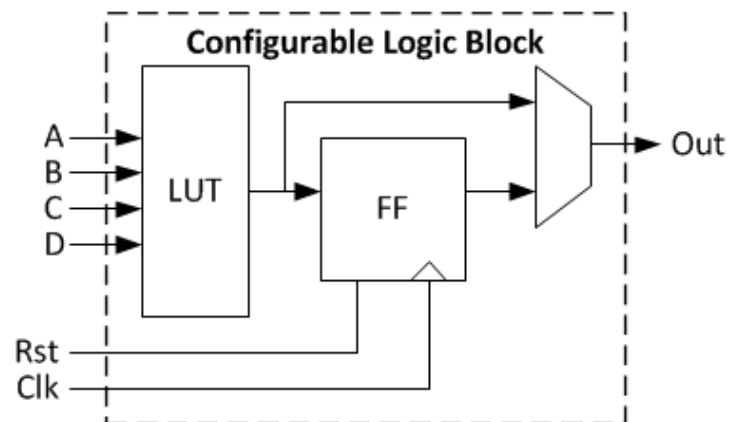 Configurable Logic Block
A
B
C
D
LUT
FF
Out
Rst
Clk